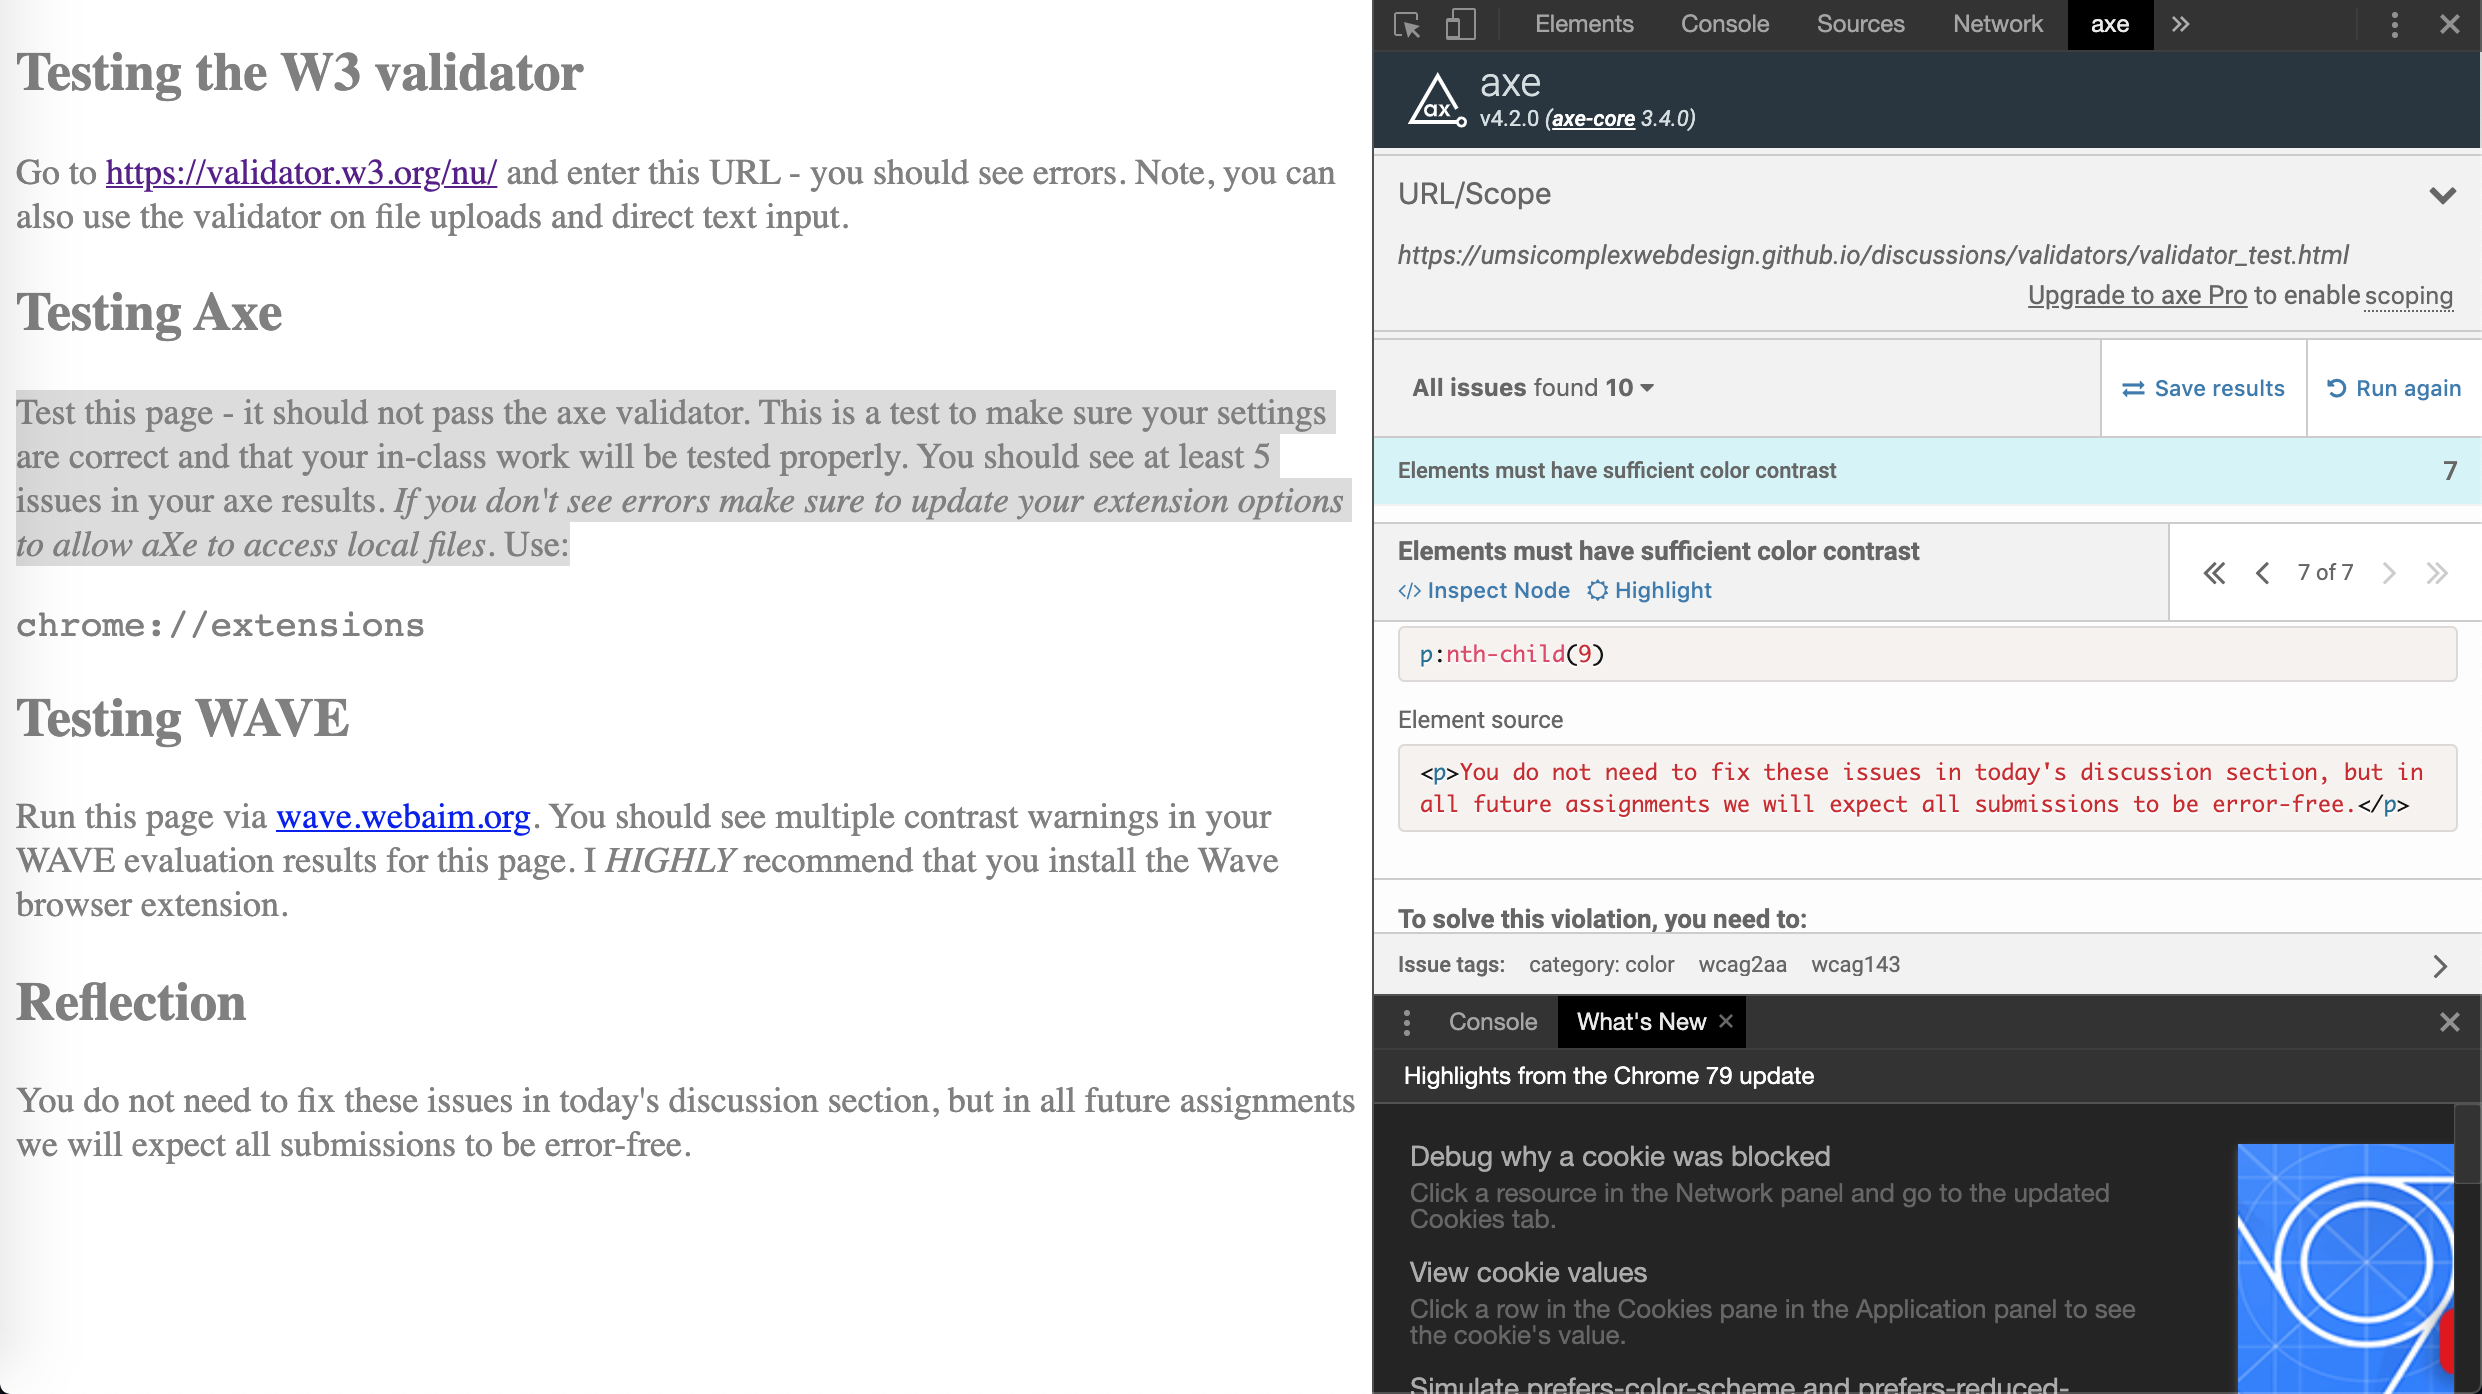 Testing the W3 validator
Go to https://validator.w3.org/nu/ and enter this URL - you should see errors. Note, you can
also use the validator on file uploads and direct text input.
Testing Axe
Test this page - it should not pass the axe validator. This is a test to make sure your settings
are correct and that your in-class work will be tested properly. You should see at least 5
issues in your axe results. If you don't see errors make sure to update your extension options
to allow aXe to access local files. Use:
chrome://extensions
Testing WAVE
Run this page via wave.webaim.org. You should see multiple contrast warnings in your
WAVE evaluation results for this page. I HIGHLY recommend that you install the Wave
browser extension.
Reflection
You do not need to fix these issues in today's discussion section, but in all future assignments
we will expect all submissions to be error-free.
Elements Console Sources Network axe
ax
axe
v4.2.0 (axe-core 3.4.0)
URL/Scope
https://umsicomplexwebdesign.github.io/discussions/validators/validator_test.html
Upgrade to axe Pro to enable scoping
All issues found 10
Save results
Run again
Elements must have sufficient color contrast 7
Elements must have sufficient color contrast
</> Inspect Node Highlight
7 of 7
p:nth-child(9)
Element source
<p>You do not need to fix these issues in today's discussion section, but in
all future assignments we will expect all submissions to be error-free.</p>
To solve this violation, you need to:
Issue tags: category: color wcag2aa wcag143
Console What's New
Highlights from the Chrome 79 update
Debug why a cookie was blocked
Click a resource in the Network panel and go to the updated
Cookies tab.
View cookie values
Click a row in the Cookies pane in the Application panel to see
the cookie's value.
Simulate prefers-color-scheme and prefers-reduced-